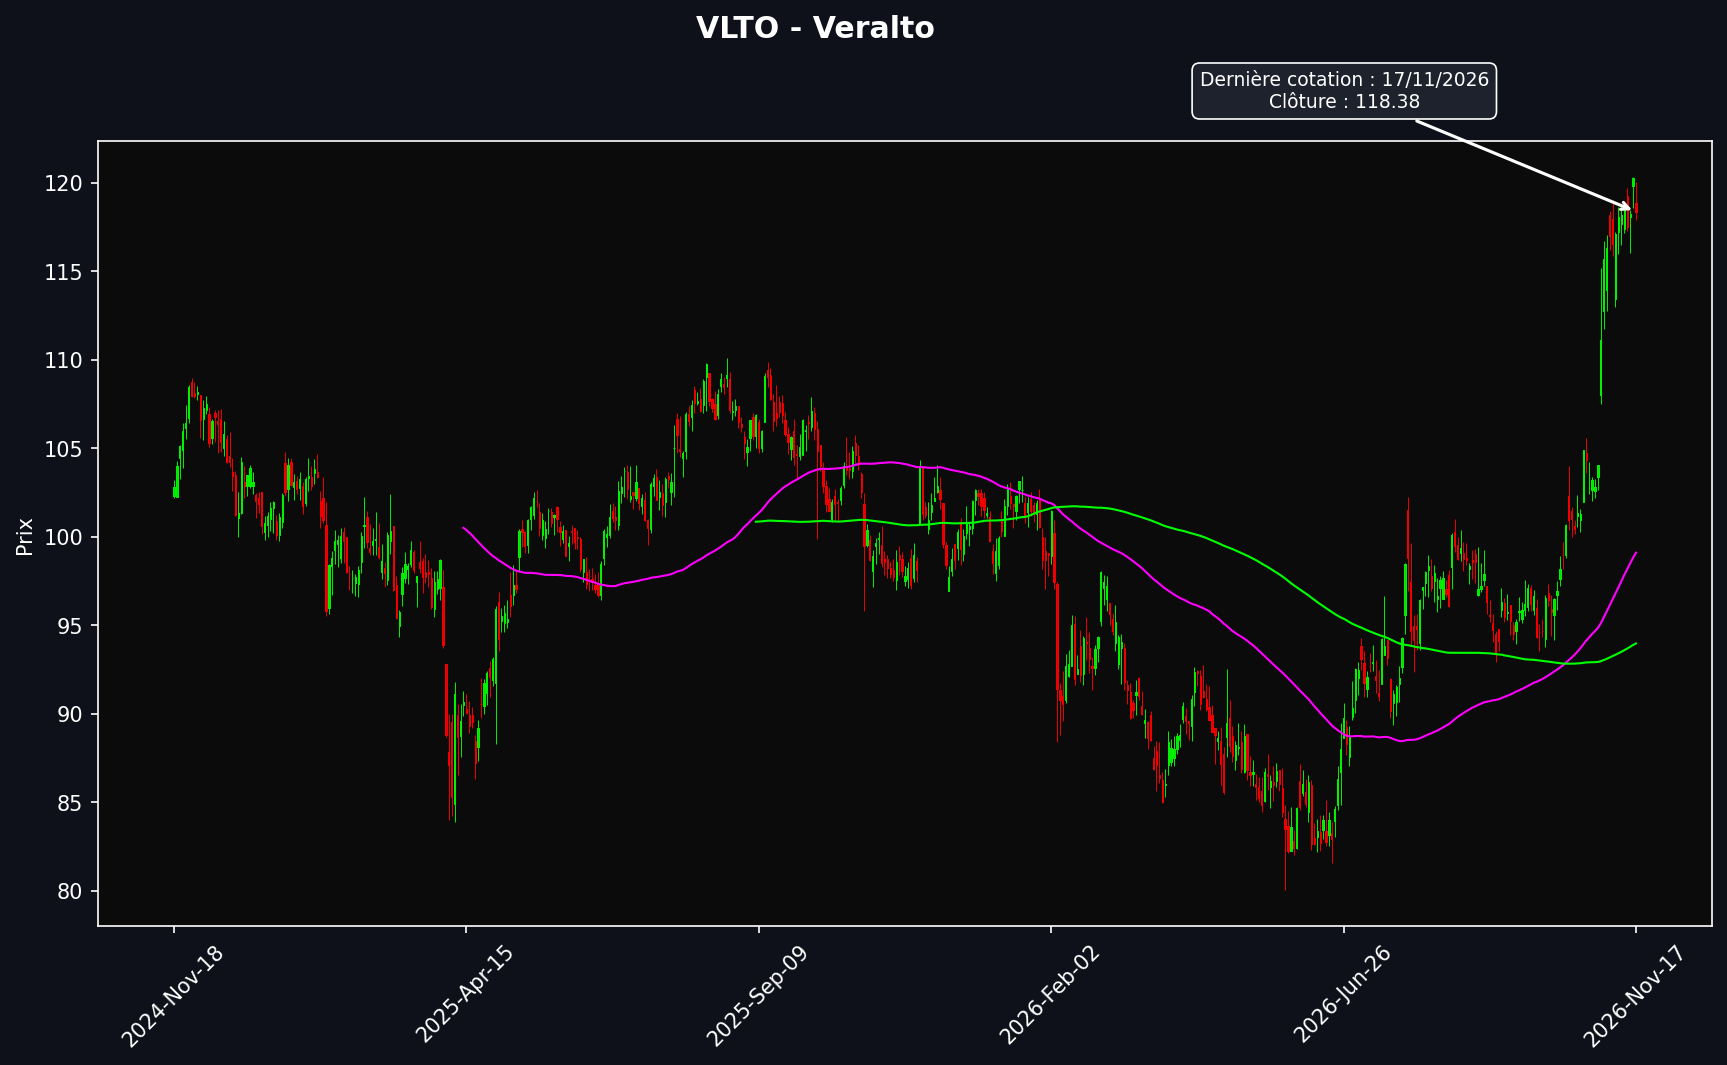 VLTO - Veralto
Dernière cotation : 17/11/2026
Clôture : 118.38
120
115
110
105
100
95
90
85
80
Prix
2024-Nov-18
2025-Apr-15
2025-Sep-09
2026-Feb-02
2026-Jun-26
2026-Nov-17